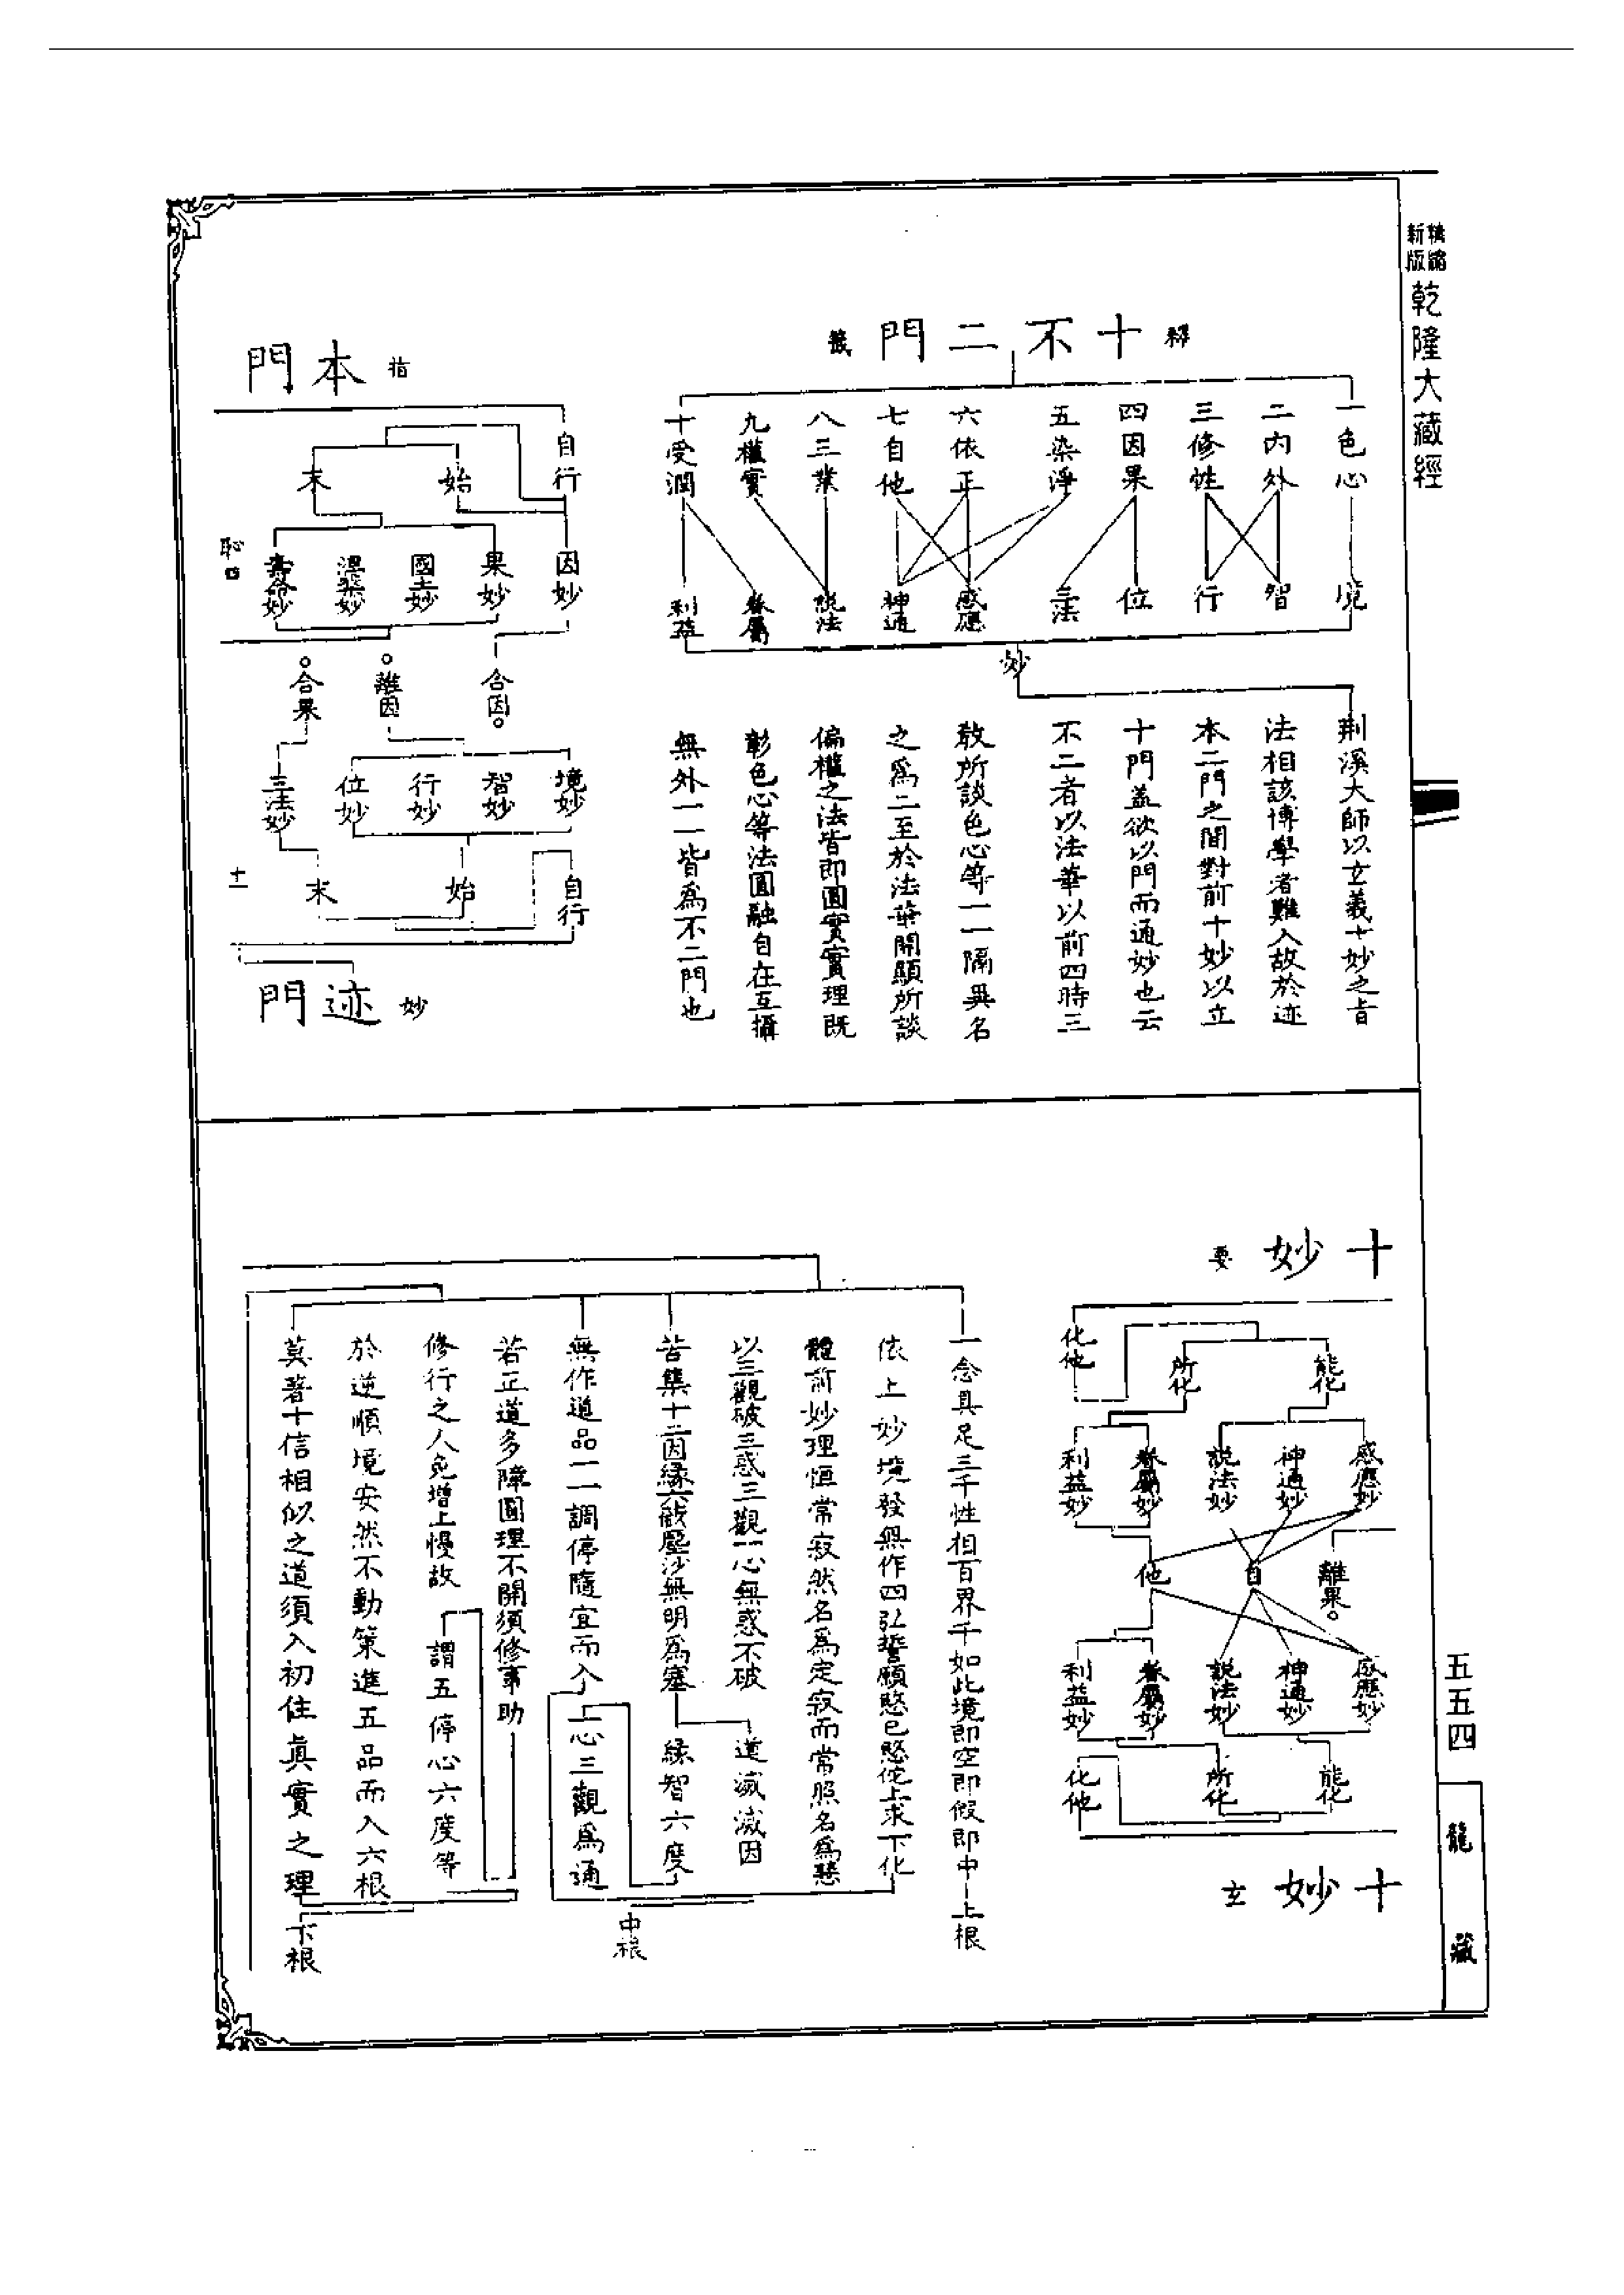 新版
精縮
乾隆大藏經
五五四
龍藏
釋
十不二門
籤
一色心
二內外
三修性
四因果
五染淨
六依正
七自他
八三業
九權實
十受潤
境
智
行
位
三法
感應
神通
說法
眷屬
利益
妙
荆溪大師以玄義十妙之旨
法相該博學者難入故於迹
本二門之間對前十妙以立
十門蓋欲以門而通妙也云
不二者以法華以前四時三
教所談色心等一一隔異名
之爲二至於法華開顯所談
偏權之法皆即圓實實理既
彰色心等法圓融自在互攝
無外一一皆爲不二門也
指
本門
自行
始
末
因妙
果妙
國土妙
涅槃妙
壽命妙
合因
離因
合果
境妙
智妙
行妙
位妙
三法妙
自行
始
末
十一
妙
迹門
十妙
要
化他
能化
所化
感應妙
神通妙
說法妙
眷屬妙
利益妙
離果
自
他
感應妙
神通妙
說法妙
眷屬妙
利益妙
能化
所化
化他
十妙
玄
一念具足三千性相百界千如此境即空即假即中
上根
依上妙境發無作四弘誓願愍己愍佗上求下化
體前妙理恒常寂然名爲定寂而常照名爲慧
以三觀破三惑三觀一心無惑不破
苦集十二因緣六蔽塵沙無明爲塞
道滅滅因
緣智六度
一心三觀爲通
無作道品一一調停隨宜而入
中根
若正道多障圓理不開須修事助
謂五停心六度等
修行之人免增上慢故
於逆順境安然不動策進五品而入六根
莫著十信相似之道須入初住眞實之理
下根